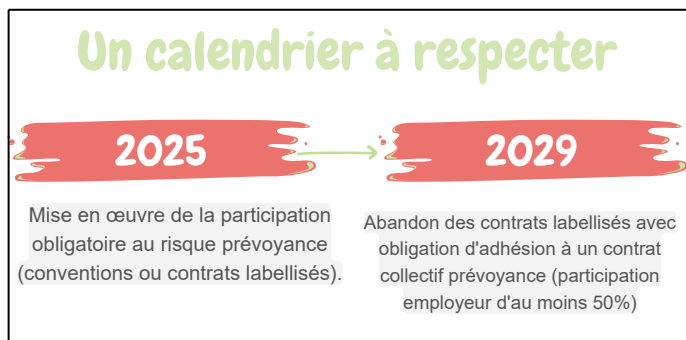 Un calendrier à respecter
2025
2029
Mise en œuvre de la participation
obligatoire au risque prévoyance
(conventions ou contrats labellisés).
Abandon des contrats labellisés avec
obligation d'adhésion à un contrat
collectif prévoyance (participation
employeur d'au moins 50%)